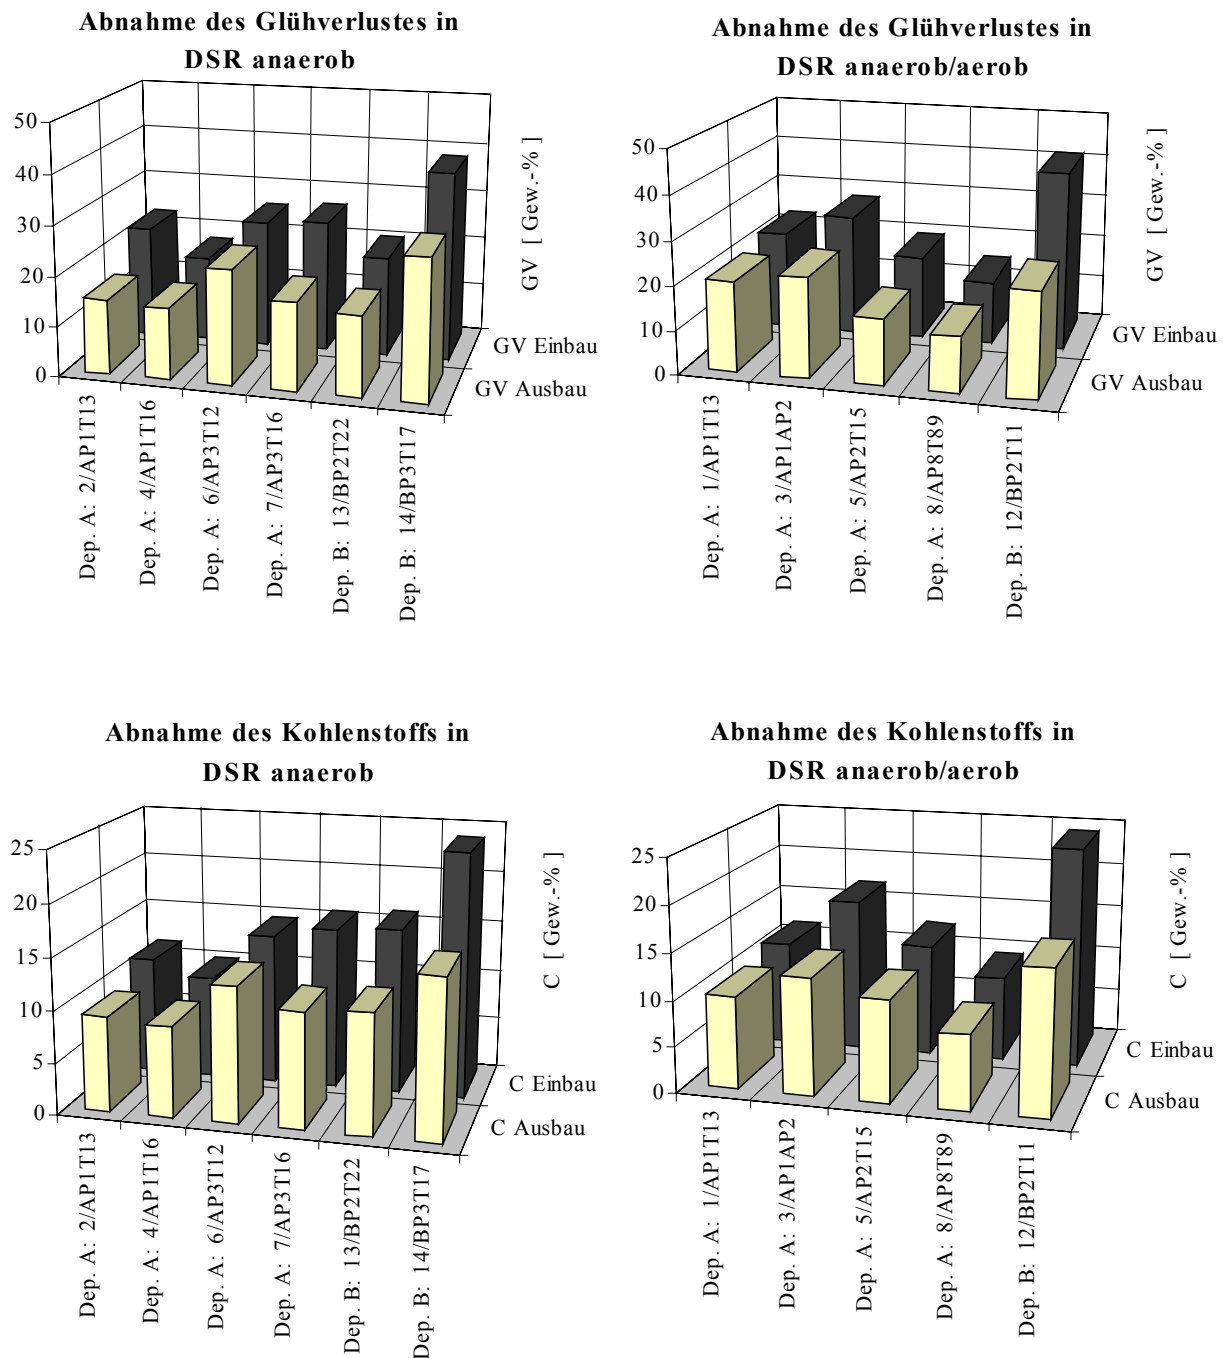 Abnahme des Glühverlustes in
DSR anaerob
50
40
30
20
10
0
GV [ Gew.-% ]
GV Einbau
GV Ausbau
Dep. A: 2/AP1T13
Dep. A: 4/AP1T16
Dep. A: 6/AP3T12
Dep. A: 7/AP3T16
Dep. B: 13/BP2T22
Dep. B: 14/BP3T17
Abnahme des Glühverlustes in
DSR anaerob/aerob
50
40
30
20
10
0
GV [ Gew.-% ]
GV Einbau
GV Ausbau
Dep. A: 1/AP1T13
Dep. A: 3/AP1AP2
Dep. A: 5/AP2T15
Dep. A: 8/AP8T89
Dep. B: 12/BP2T11
Abnahme des Kohlenstoffs in
DSR anaerob
25
20
15
10
5
0
C [ Gew.-% ]
C Einbau
C Ausbau
Dep. A: 2/AP1T13
Dep. A: 4/AP1T16
Dep. A: 6/AP3T12
Dep. A: 7/AP3T16
Dep. B: 13/BP2T22
Dep. B: 14/BP3T17
Abnahme des Kohlenstoffs in
DSR anaerob/aerob
25
20
15
10
5
0
C [ Gew.-% ]
C Einbau
C Ausbau
Dep. A: 1/AP1T13
Dep. A: 3/AP1AP2
Dep. A: 5/AP2T15
Dep. A: 8/AP8T89
Dep. B: 12/BP2T11